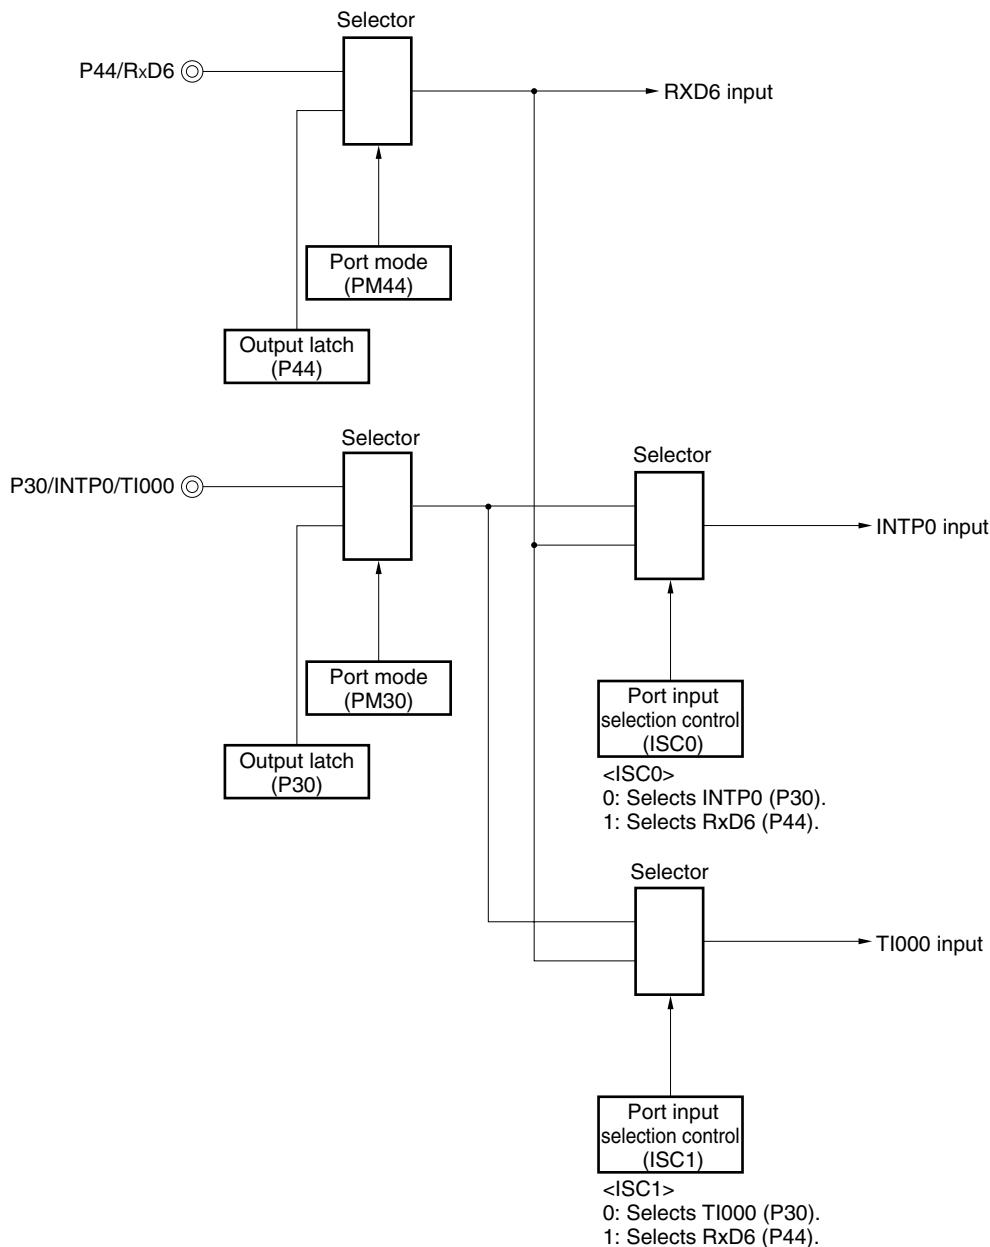 Selector
P44/RxD6
RXD6 input
Port mode
(PM44)
Output latch
(P44)
Selector
P30/INTP0/TI000
Selector
INTP0 input
Port mode
(PM30)
Output latch
(P30)
Port input
selection control
(ISC0)
<ISC0>
0: Selects INTP0 (P30).
1: Selects RxD6 (P44).
Selector
TI000 input
Port input
selection control
(ISC1)
<ISC1>
0: Selects TI000 (P30).
1: Selects RxD6 (P44).